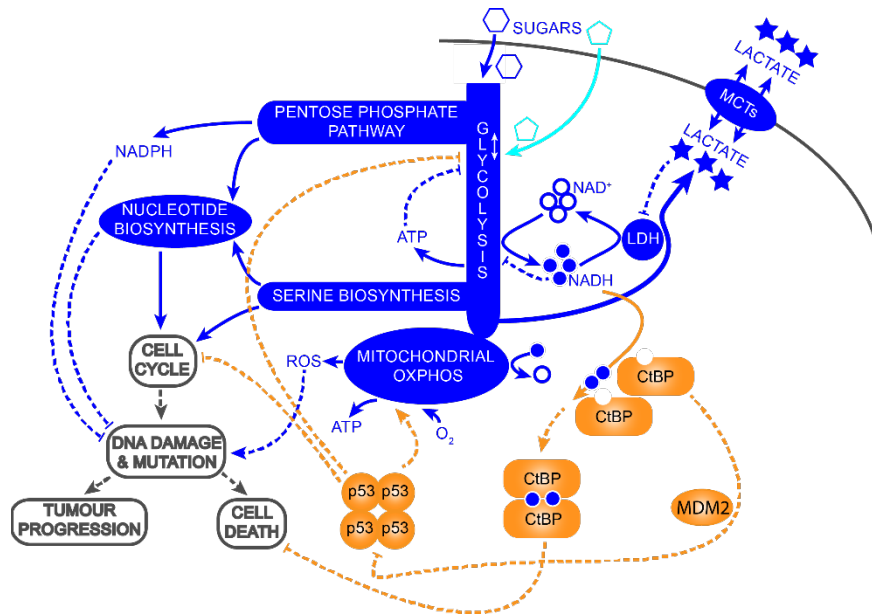 SUGARS
LACTATE
MCTs
LACTATE
PENTOSE PHOSPHATE
PATHWAY
GLYCOLYSIS
NADPH
NAD+
NUCLEOTIDE
BIOSYNTHESIS
ATP
LDH
NADH
SERINE BIOSYNTHESIS
CELL
CYCLE
ROS
MITOCHONDRIAL
OXPHOS
CtBP
CtBP
ATP
O2
DNA DAMAGE
& MUTATION
TUMOUR
PROGRESSION
CELL
DEATH
p53 p53
p53 p53
CtBP
CtBP
MDM2